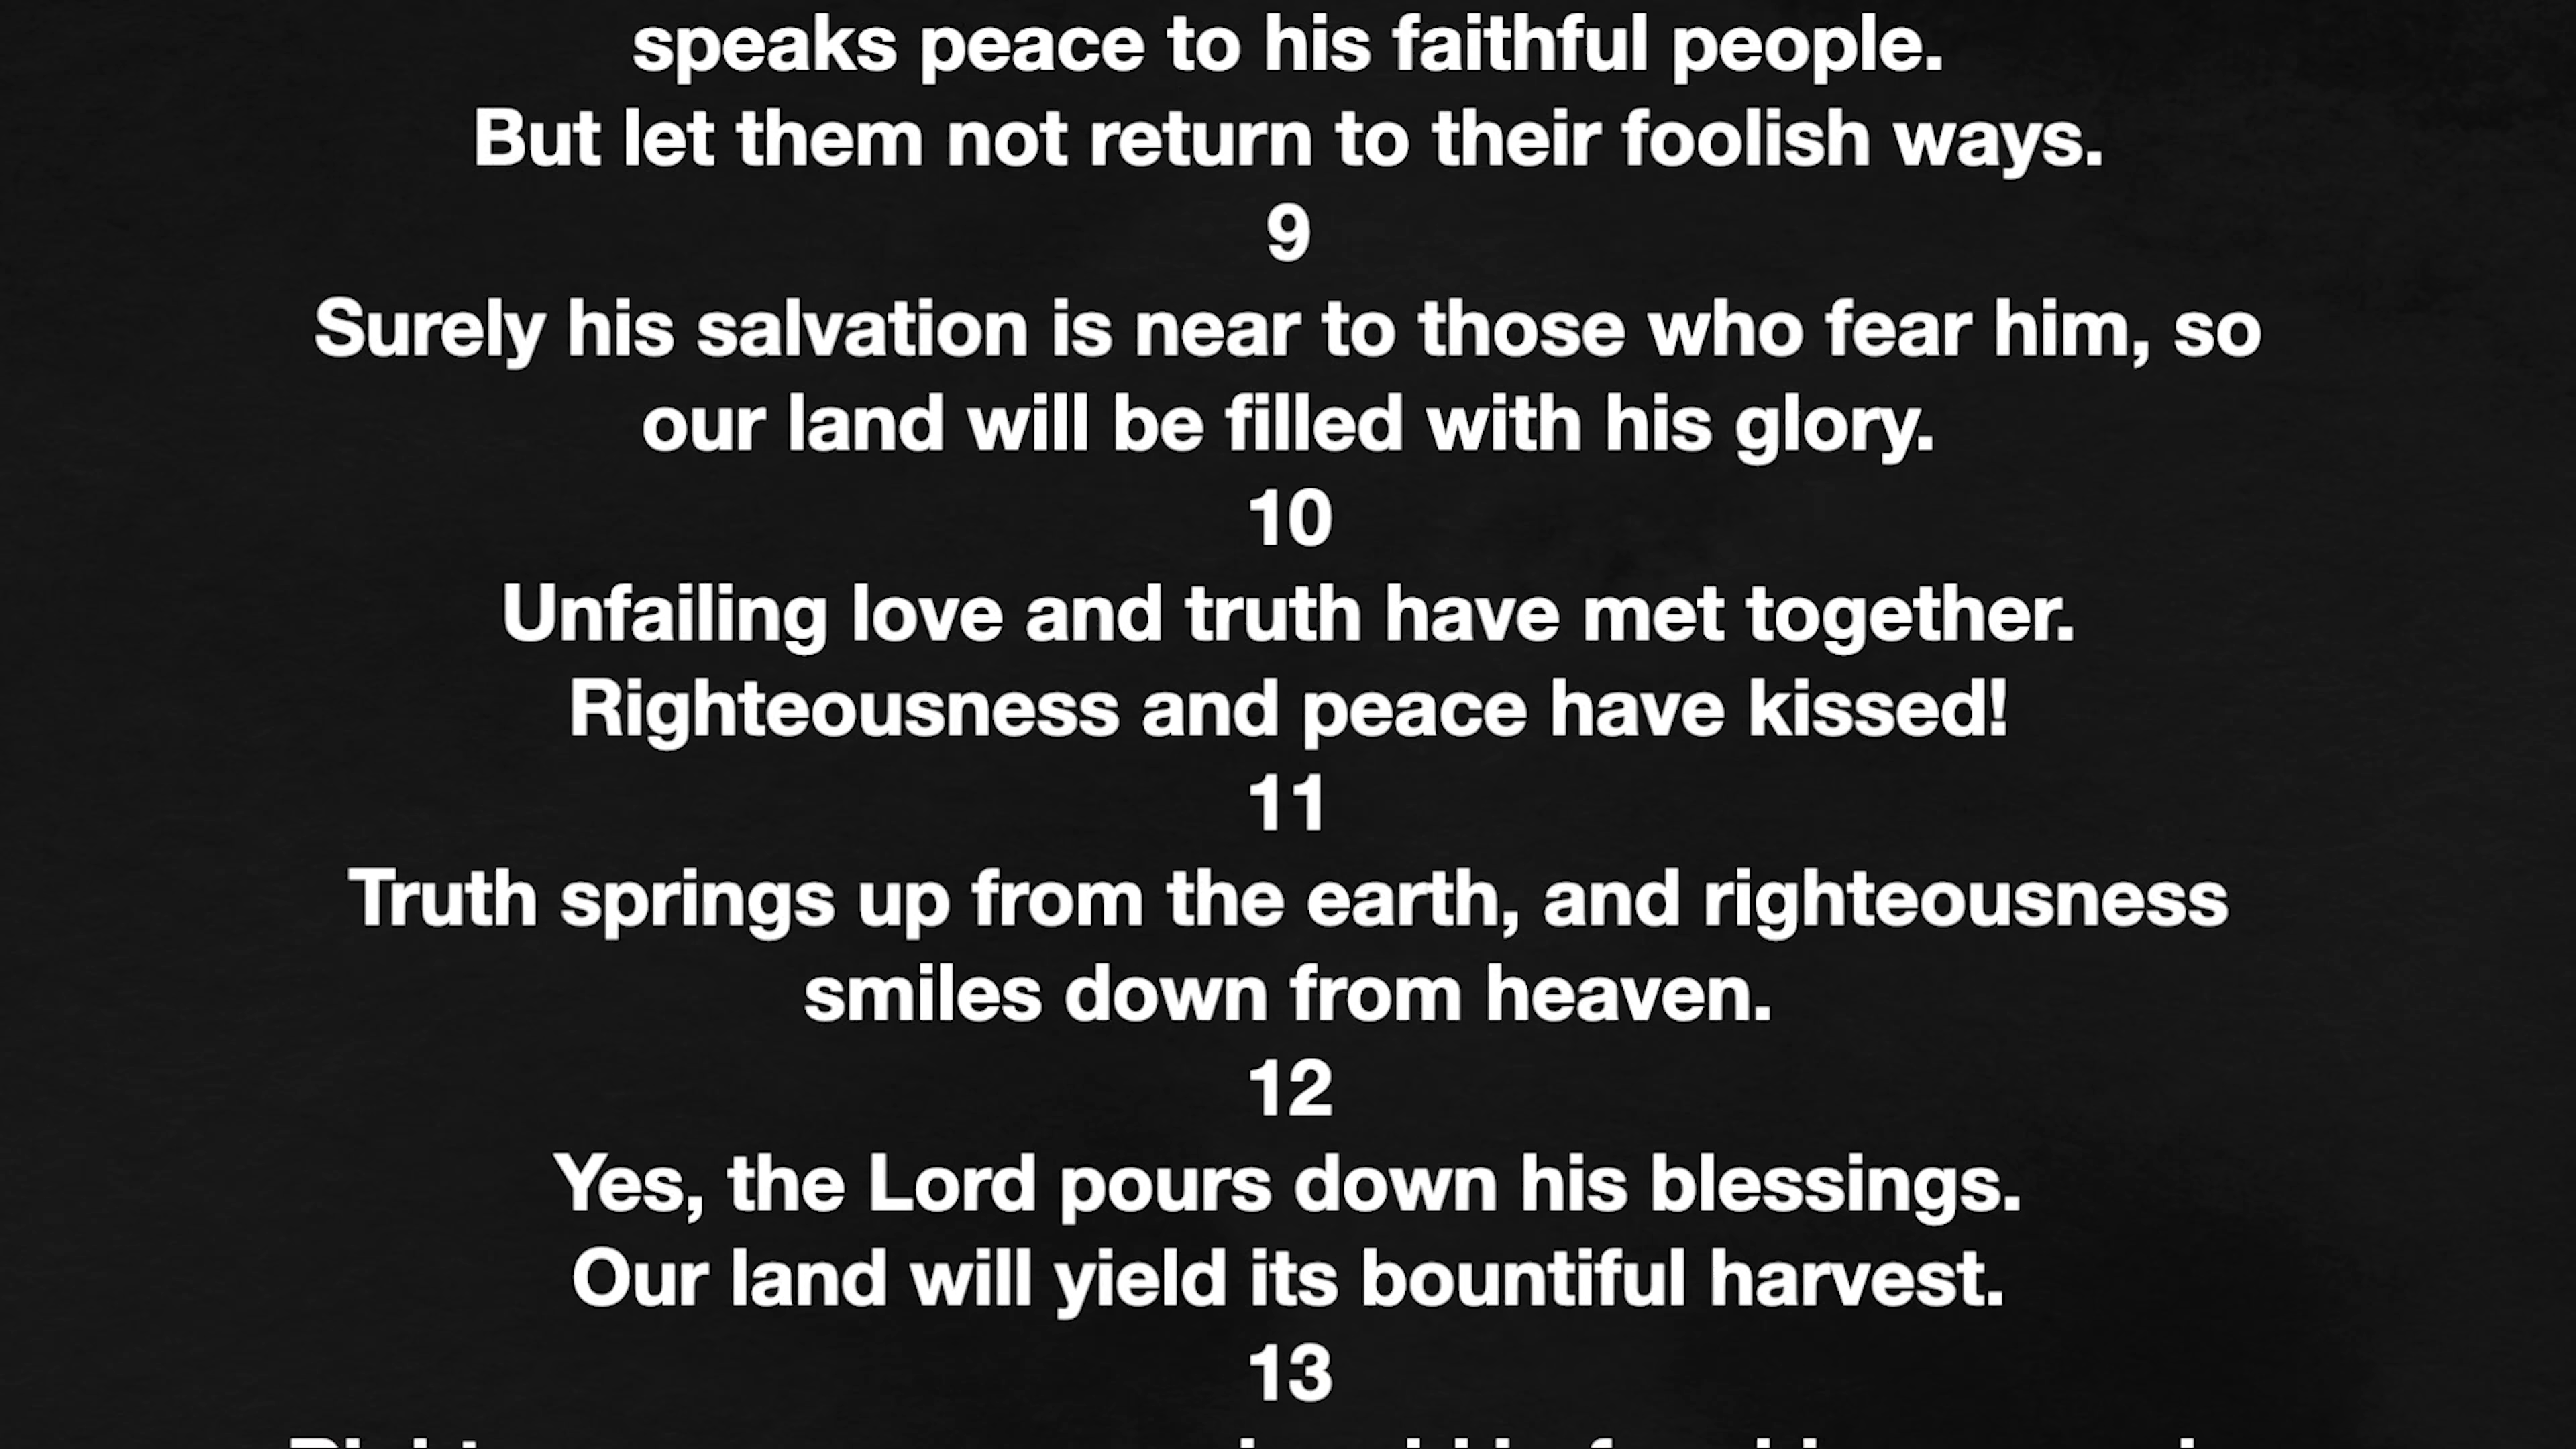 speaks peace to his faithful people.
But let them not return to their foolish ways.
9
Surely his salvation is near to those who fear him, so
our land will be filled with his glory.
10
Unfailing love and truth have met together.
Righteousness and peace have kissed!
11
Truth springs up from the earth, and righteousness
smiles down from heaven.
12
Yes, the Lord pours down his blessings.
Our land will yield its bountiful harvest.
13